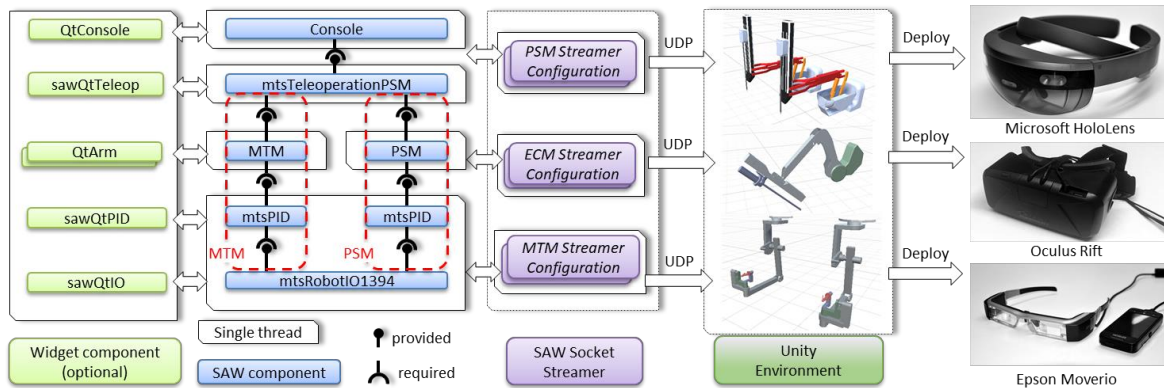 QtConsole
sawQtTeleop
QtArm
sawQtPID
sawQtIO
Widget component
(optional)
Console
mtsTeleoperationPSM
MTM
PSM
mtsPID
mtsPID
MTM
PSM
mtsRobotIO1394
Single thread
SAW component
provided
required
PSM Streamer
Configuration
ECM Streamer
Configuration
MTM Streamer
Configuration
SAW Socket
Streamer
UDP
UDP
UDP
Unity
Environment
Deploy
Deploy
Deploy
Microsoft HoloLens
Oculus Rift
Epson Moverio